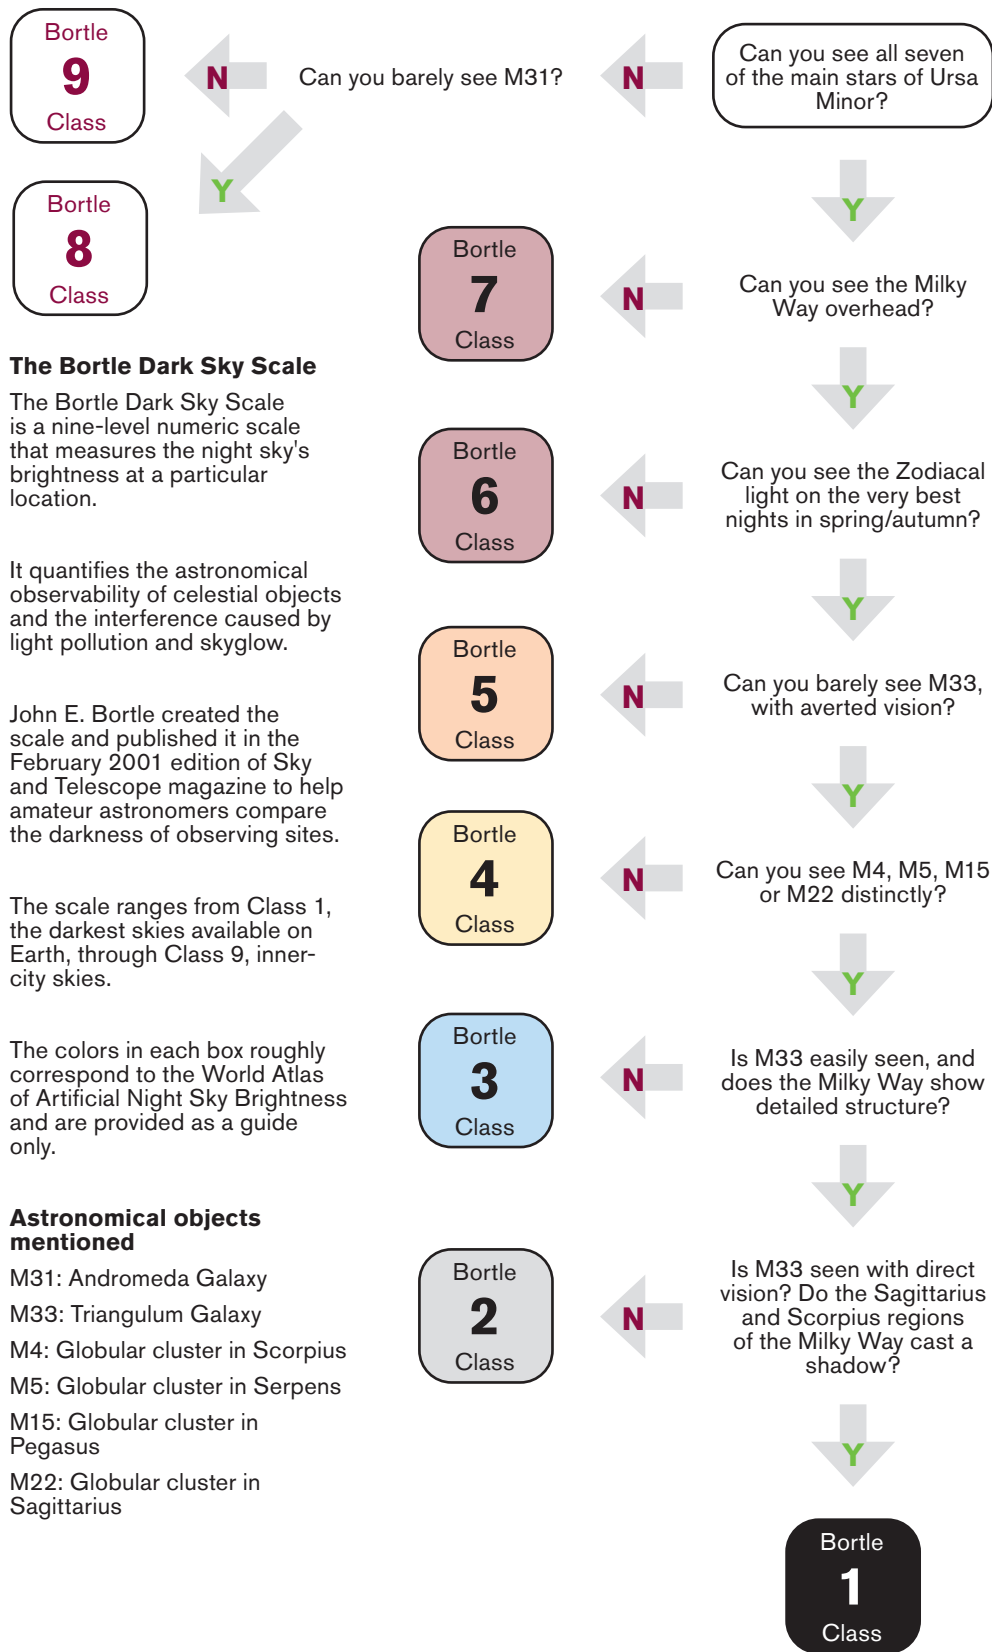 Bortle
9
Class
N
Can you barely see M31?
N
Can you see all seven
of the main stars of Ursa
Minor?
Y
Bortle
8
Class
Y
Bortle
7
Class
N
Can you see the Milky
Way overhead?
Y
Bortle
6
Class
N
Can you see the Zodiacal
light on the very best
nights in spring/autumn?
Y
Bortle
5
Class
N
Can you barely see M33,
with averted vision?
Y
Bortle
4
Class
N
Can you see M4, M5, M15
or M22 distinctly?
Y
Bortle
3
Class
N
Is M33 easily seen, and
does the Milky Way show
detailed structure?
Y
Bortle
2
Class
N
Is M33 seen with direct
vision? Do the Sagittarius
and Scorpius regions
of the Milky Way cast a
shadow?
Y
Bortle
1
Class
The Bortle Dark Sky Scale
The Bortle Dark Sky Scale
is a nine-level numeric scale
that measures the night sky's
brightness at a particular
location.
It quantifies the astronomical
observability of celestial objects
and the interference caused by
light pollution and skyglow.
John E. Bortle created the
scale and published it in the
February 2001 edition of Sky
and Telescope magazine to help
amateur astronomers compare
the darkness of observing sites.
The scale ranges from Class 1,
the darkest skies available on
Earth, through Class 9, inner-
city skies.
The colors in each box roughly
correspond to the World Atlas
of Artificial Night Sky Brightness
and are provided as a guide
only.
Astronomical objects
mentioned
M31: Andromeda Galaxy
M33: Triangulum Galaxy
M4: Globular cluster in Scorpius
M5: Globular cluster in Serpens
M15: Globular cluster in
Pegasus
M22: Globular cluster in
Sagittarius